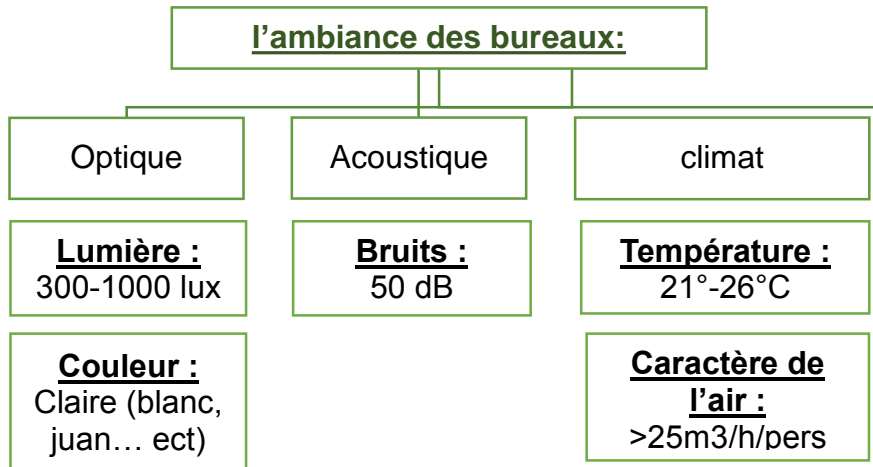 l'ambiance des bureaux:
Optique
Acoustique
climat
Lumière :
300-1000 lux
Bruits :
50 dB
Température :
21°-26°C
Couleur :
Claire (blanc,
juan… ect)
Caractère de
l'air :
>25m3/h/pers